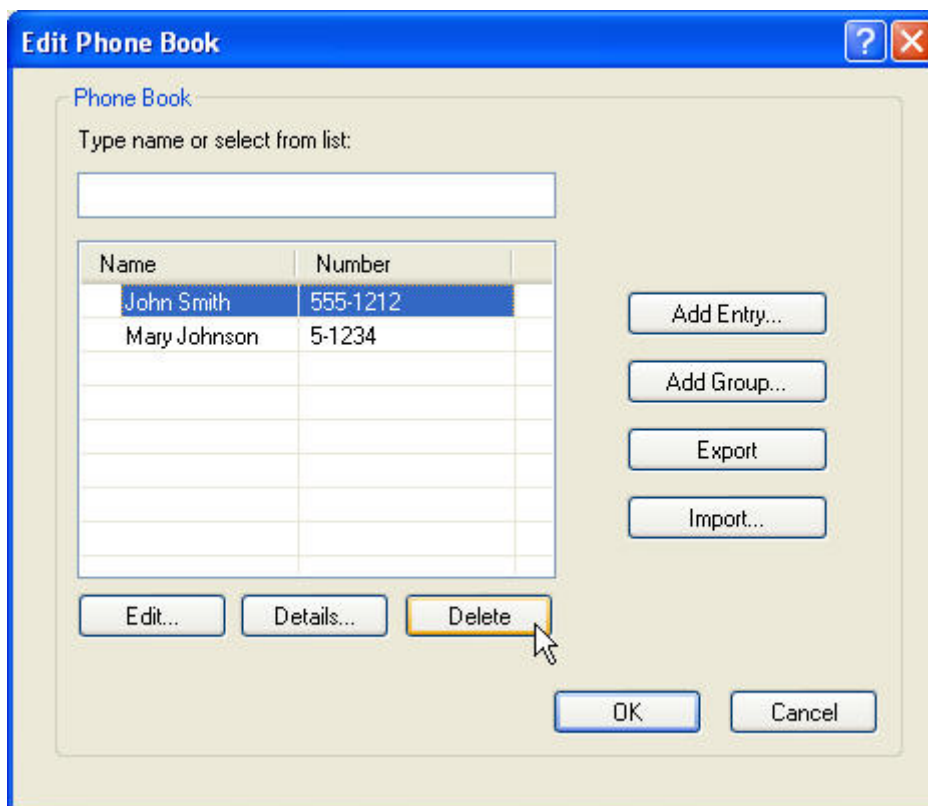 Edit Phone Book
Phone Book
Type name or select from list:
Name Number
John Smith 555-1212
Mary Johnson 5-1234
Add Entry...
Add Group...
Export
Import...
Edit... Details... Delete
OK Cancel